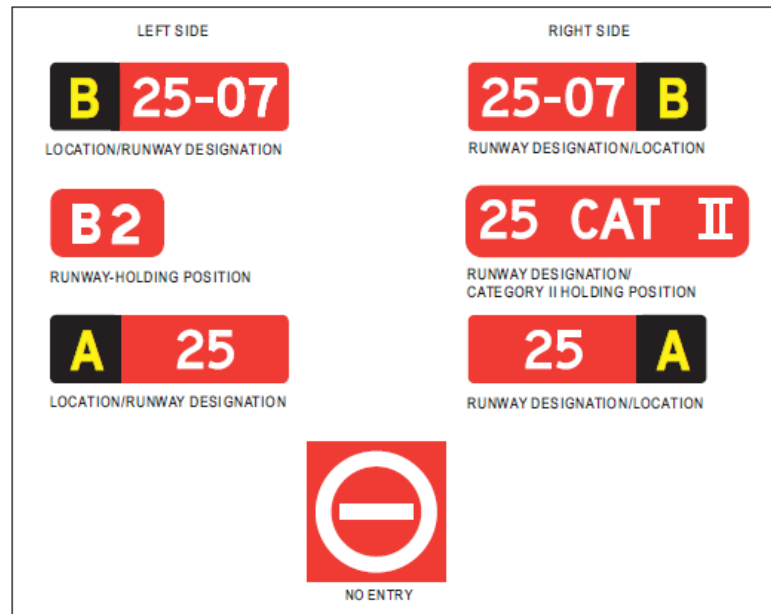 LEFT SIDE
RIGHT SIDE
B 25-07
25-07 B
LOCATION/RUNWAY DESIGNATION
RUNWAY DESIGNATION/LOCATION
B2
25 CAT II
RUNWAY-HOLDING POSITION
RUNWAY DESIGNATION/
CATEGORY II HOLDING POSITION
A 25
25 A
LOCATION/RUNWAY DESIGNATION
RUNWAY DESIGNATION/LOCATION
NO ENTRY